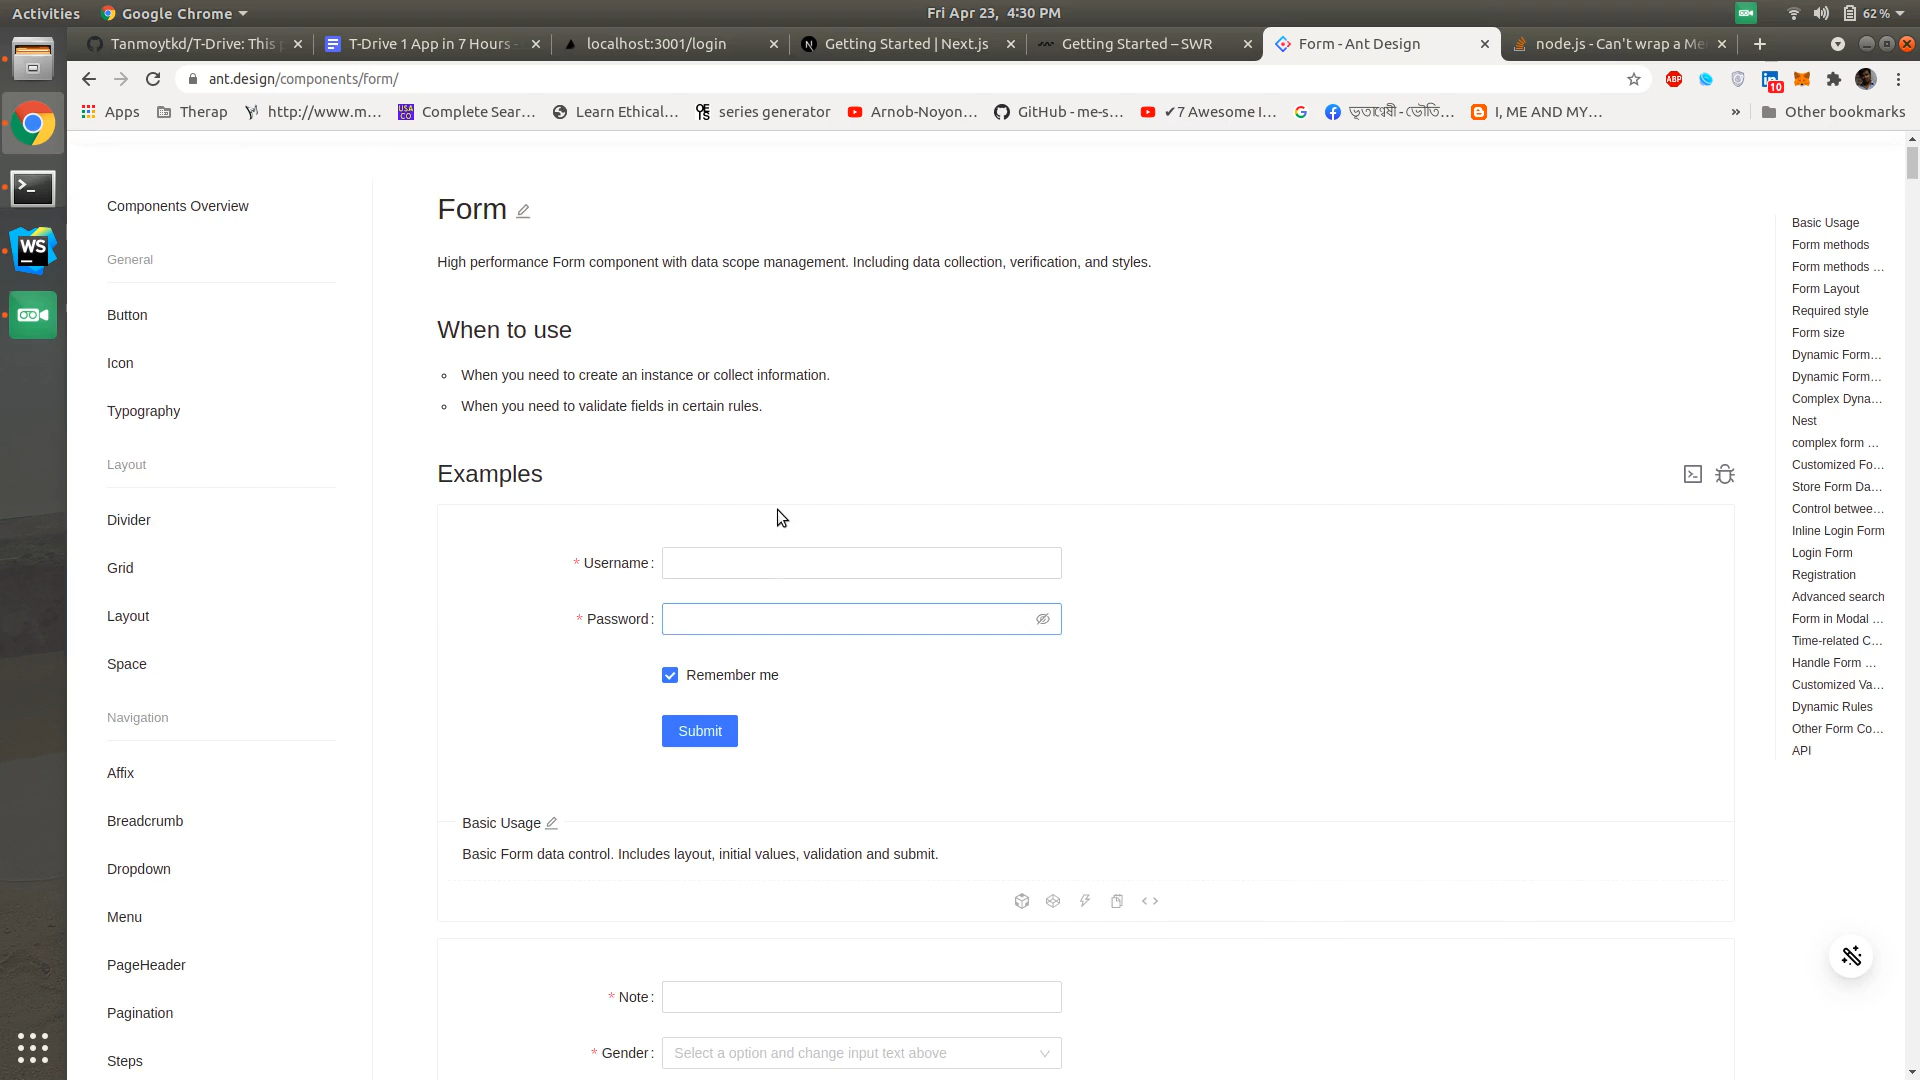 Activities
Google Chrome
Fri Apr 23, 4:30 PM
62 %
Tanmoytkd/T-Drive: This
T-Drive 1 App in 7 Hours -
localhost:3001/login
Getting Started | Next.js
Getting Started – SWR
Form - Ant Design
node.js - Can't wrap a Me
ant.design/components/form/
ABP
10
Apps
Therap
http://www.m...
USA CO
Complete Sear...
Learn Ethical...
series generator
Arnob-Noyon...
GitHub - me-s...
✔7 Awesome I...
I, ME AND MY...
»
Other bookmarks
WS
Components Overview
General
Button
Icon
Typography
Layout
Divider
Grid
Layout
Space
Navigation
Affix
Breadcrumb
Dropdown
Menu
PageHeader
Pagination
Steps
Form
High performance Form component with data scope management. Including data collection, verification, and styles.
When to use
When you need to create an instance or collect information.
When you need to validate fields in certain rules.
Examples
* Username :
* Password :
Remember me
Submit
Basic Usage
Basic Form data control. Includes layout, initial values, validation and submit.
* Note :
* Gender :
Select a option and change input text above
Basic Usage
Form methods
Form methods ...
Form Layout
Required style
Form size
Dynamic Form...
Dynamic Form...
Complex Dyna...
Nest
complex form ...
Customized Fo...
Store Form Da...
Control betwee...
Inline Login Form
Login Form
Registration
Advanced search
Form in Modal ...
Time-related C...
Handle Form ...
Customized Va...
Dynamic Rules
Other Form Co...
API